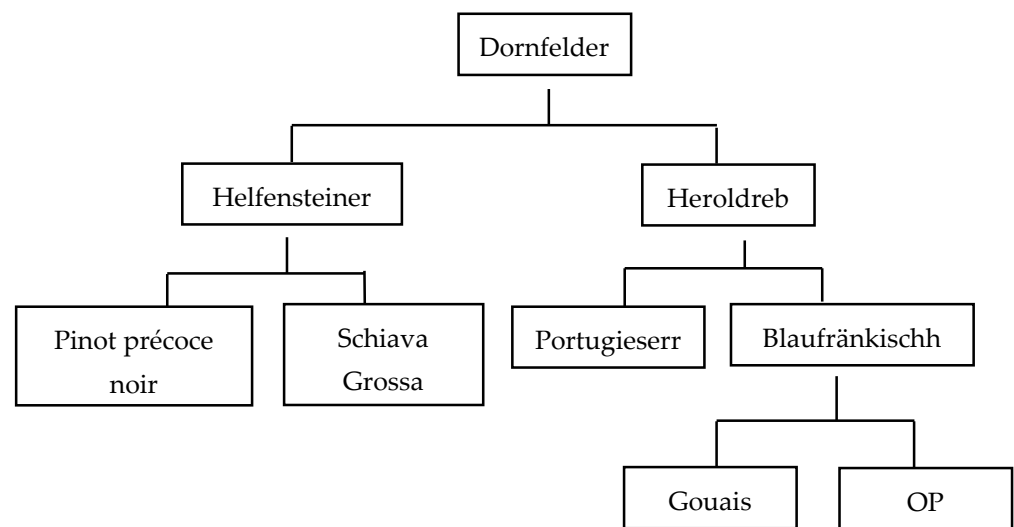 Dornfelder
Helfensteiner
Heroldreb
Pinot précoce
noir
Schiava
Grossa
Portugieserr
Blaufränkischh
Gouais
OP